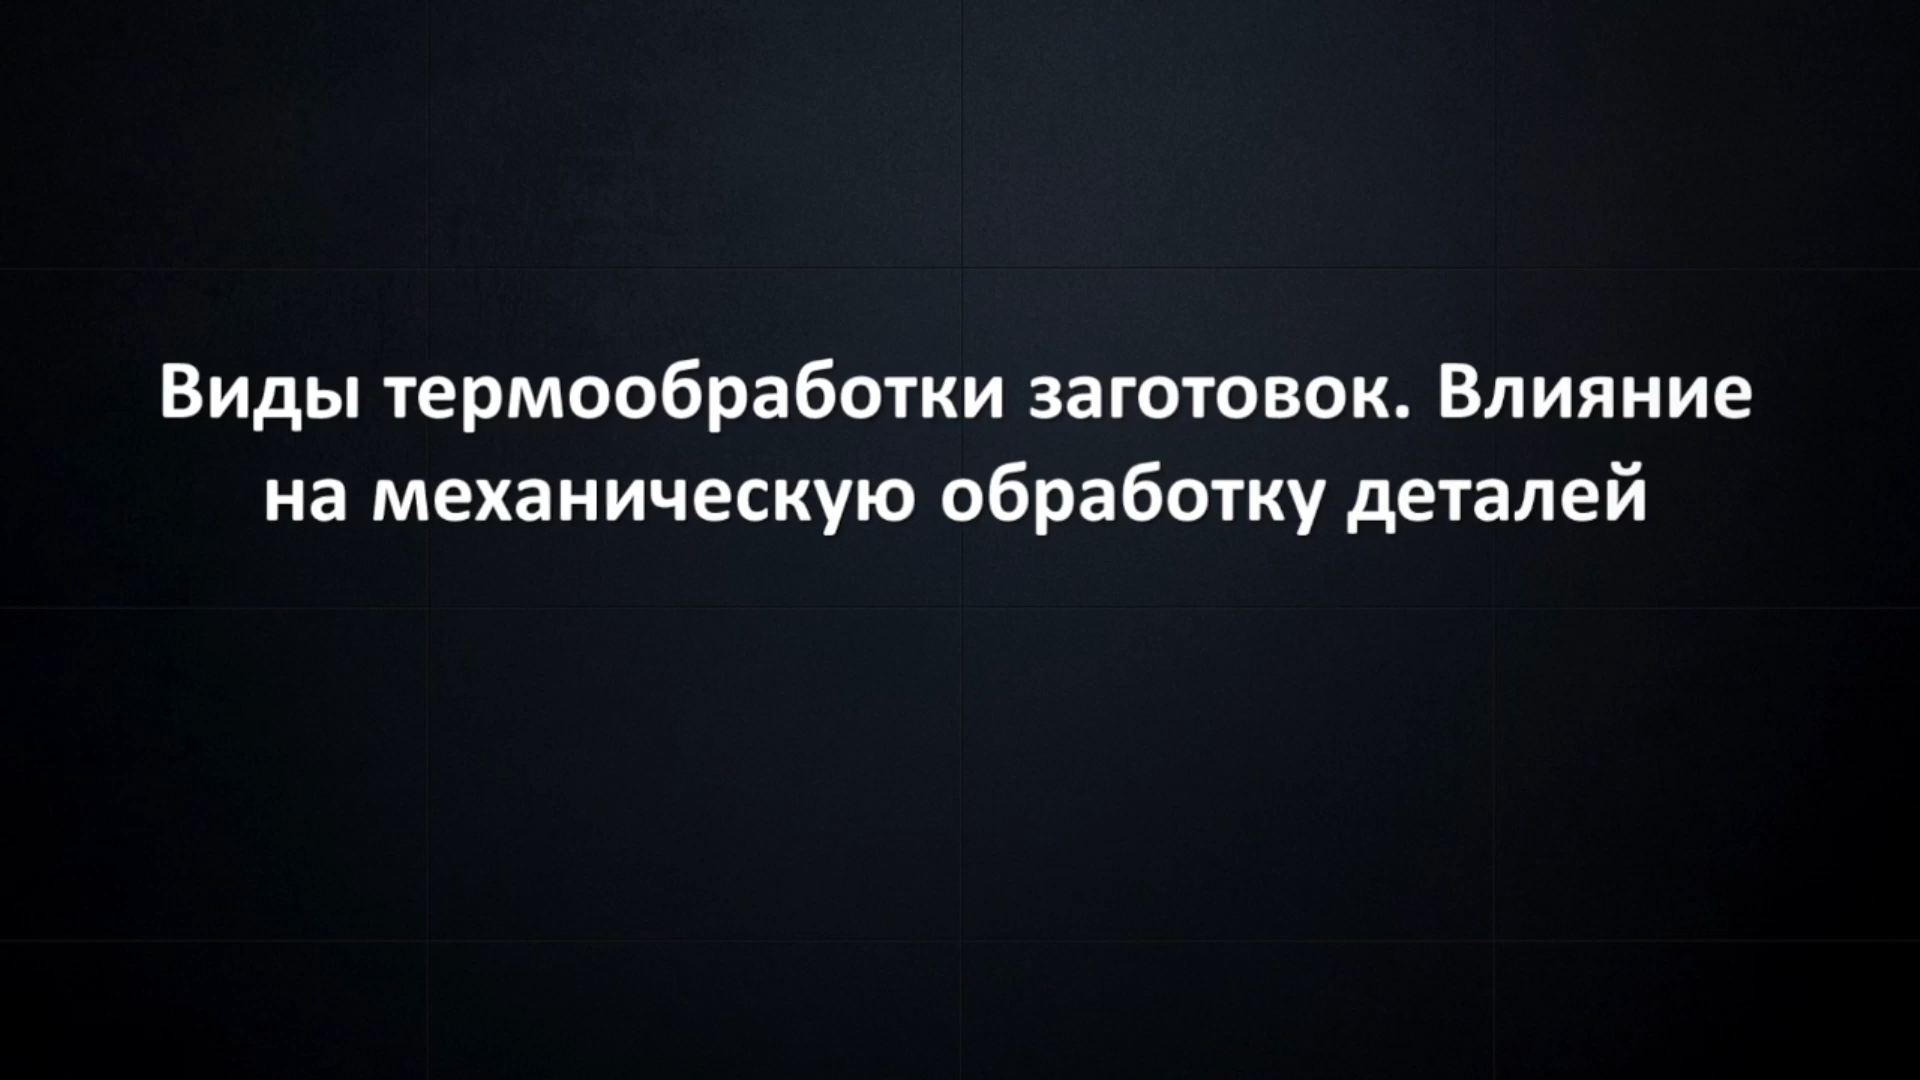 Виды термообработки заготовок. Влияние
на механическую обработку деталей